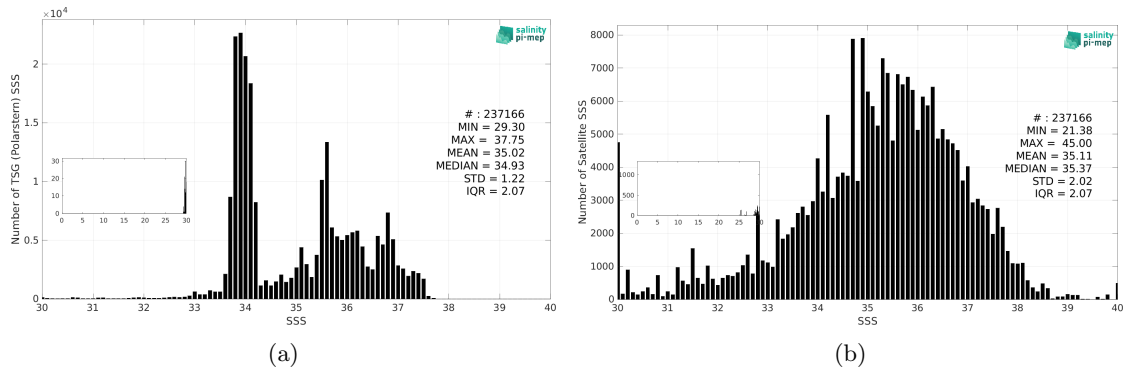 ×10⁴
salinity
pi-mep
Number of TSG (Polarstern) SSS
2
1.5
1
0.5
0
# : 237166
MIN = 29.30
MAX = 37.75
MEAN = 35.02
MEDIAN = 34.93
STD = 1.22
IQR = 2.07
30
20
10
0
0 5 10 15 20 25 30
30 31 32 33 34 35 36 37 38 39 40
SSS
(a)
salinity
pi-mep
Number of Satellite SSS
8000
7000
6000
5000
4000
3000
2000
1000
0
# : 237166
MIN = 21.38
MAX = 45.00
MEAN = 35.11
MEDIAN = 35.37
STD = 2.02
IQR = 2.07
1000
500
0
0 5 10 15 20 25 30
30 31 32 33 34 35 36 37 38 39 40
SSS
(b)